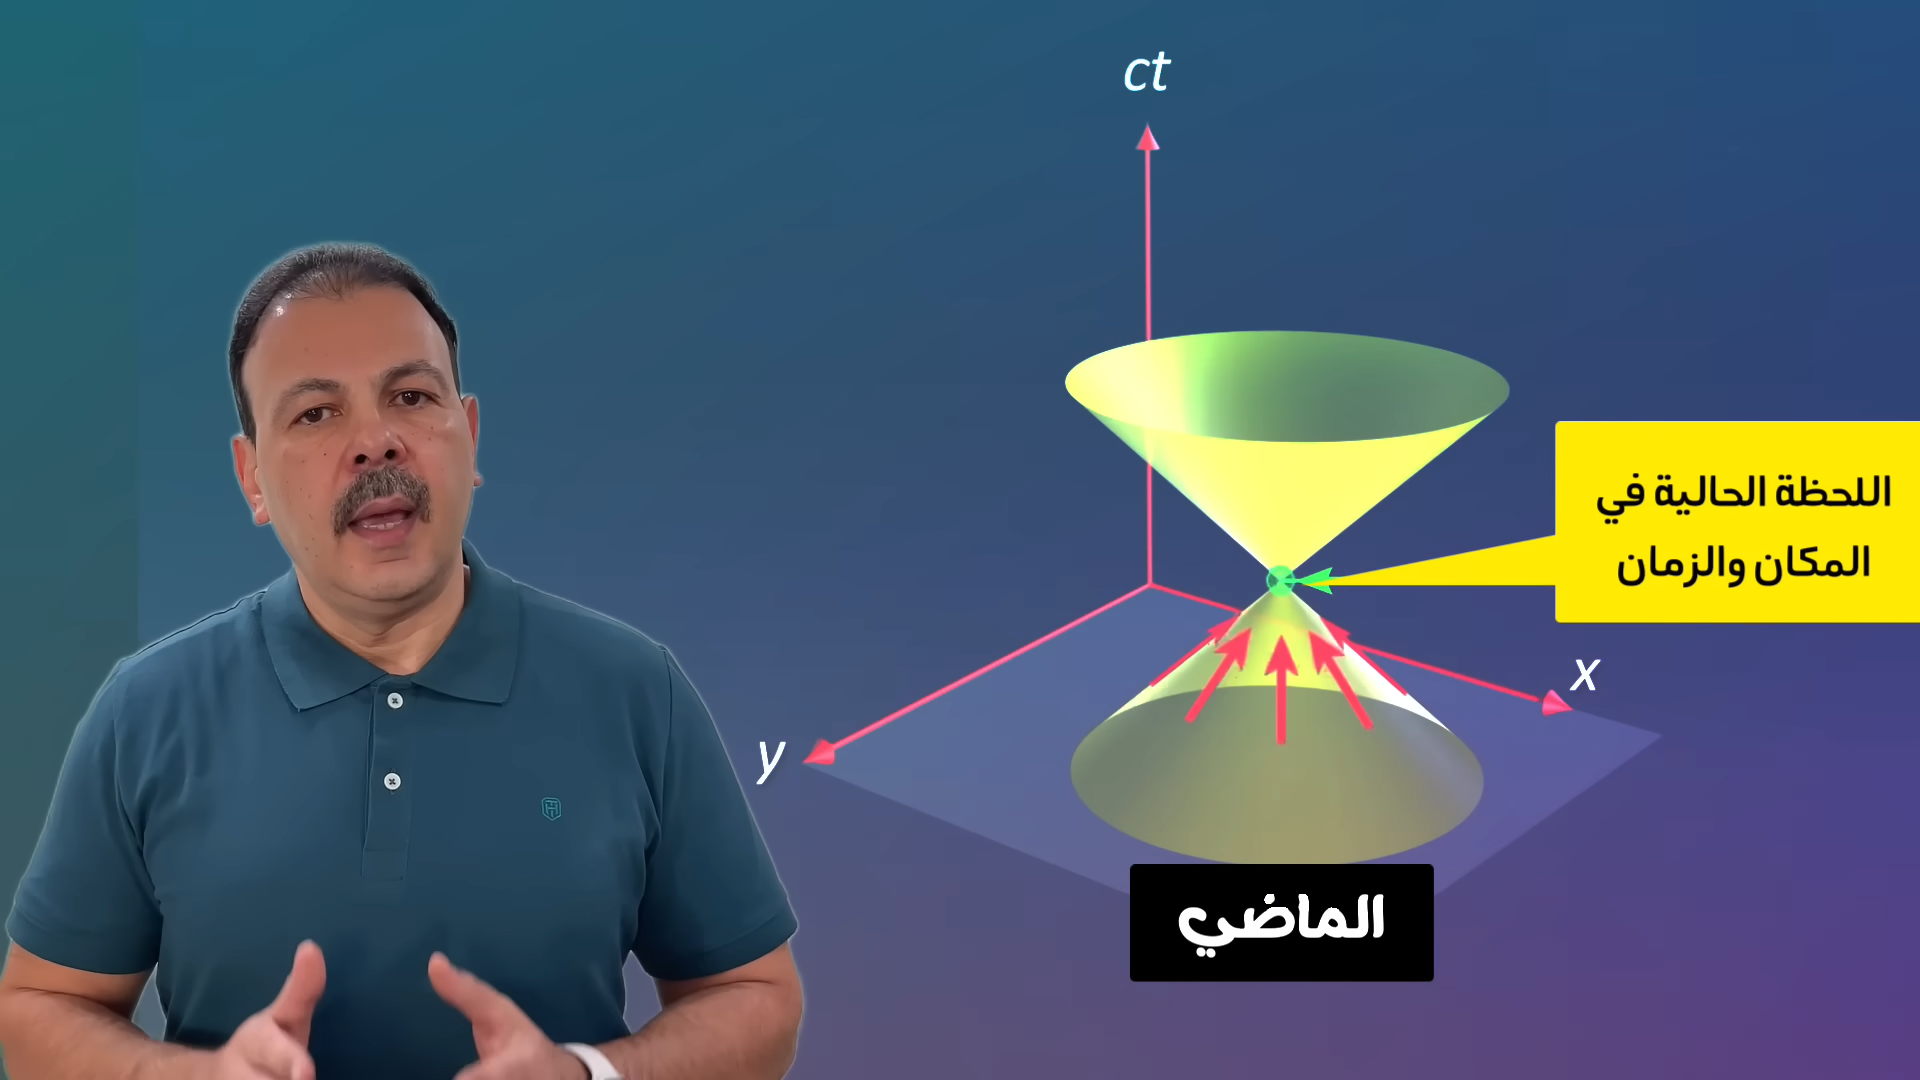 ct
اللحظة الحالية في
المكان والزمان
x
y
الماضي